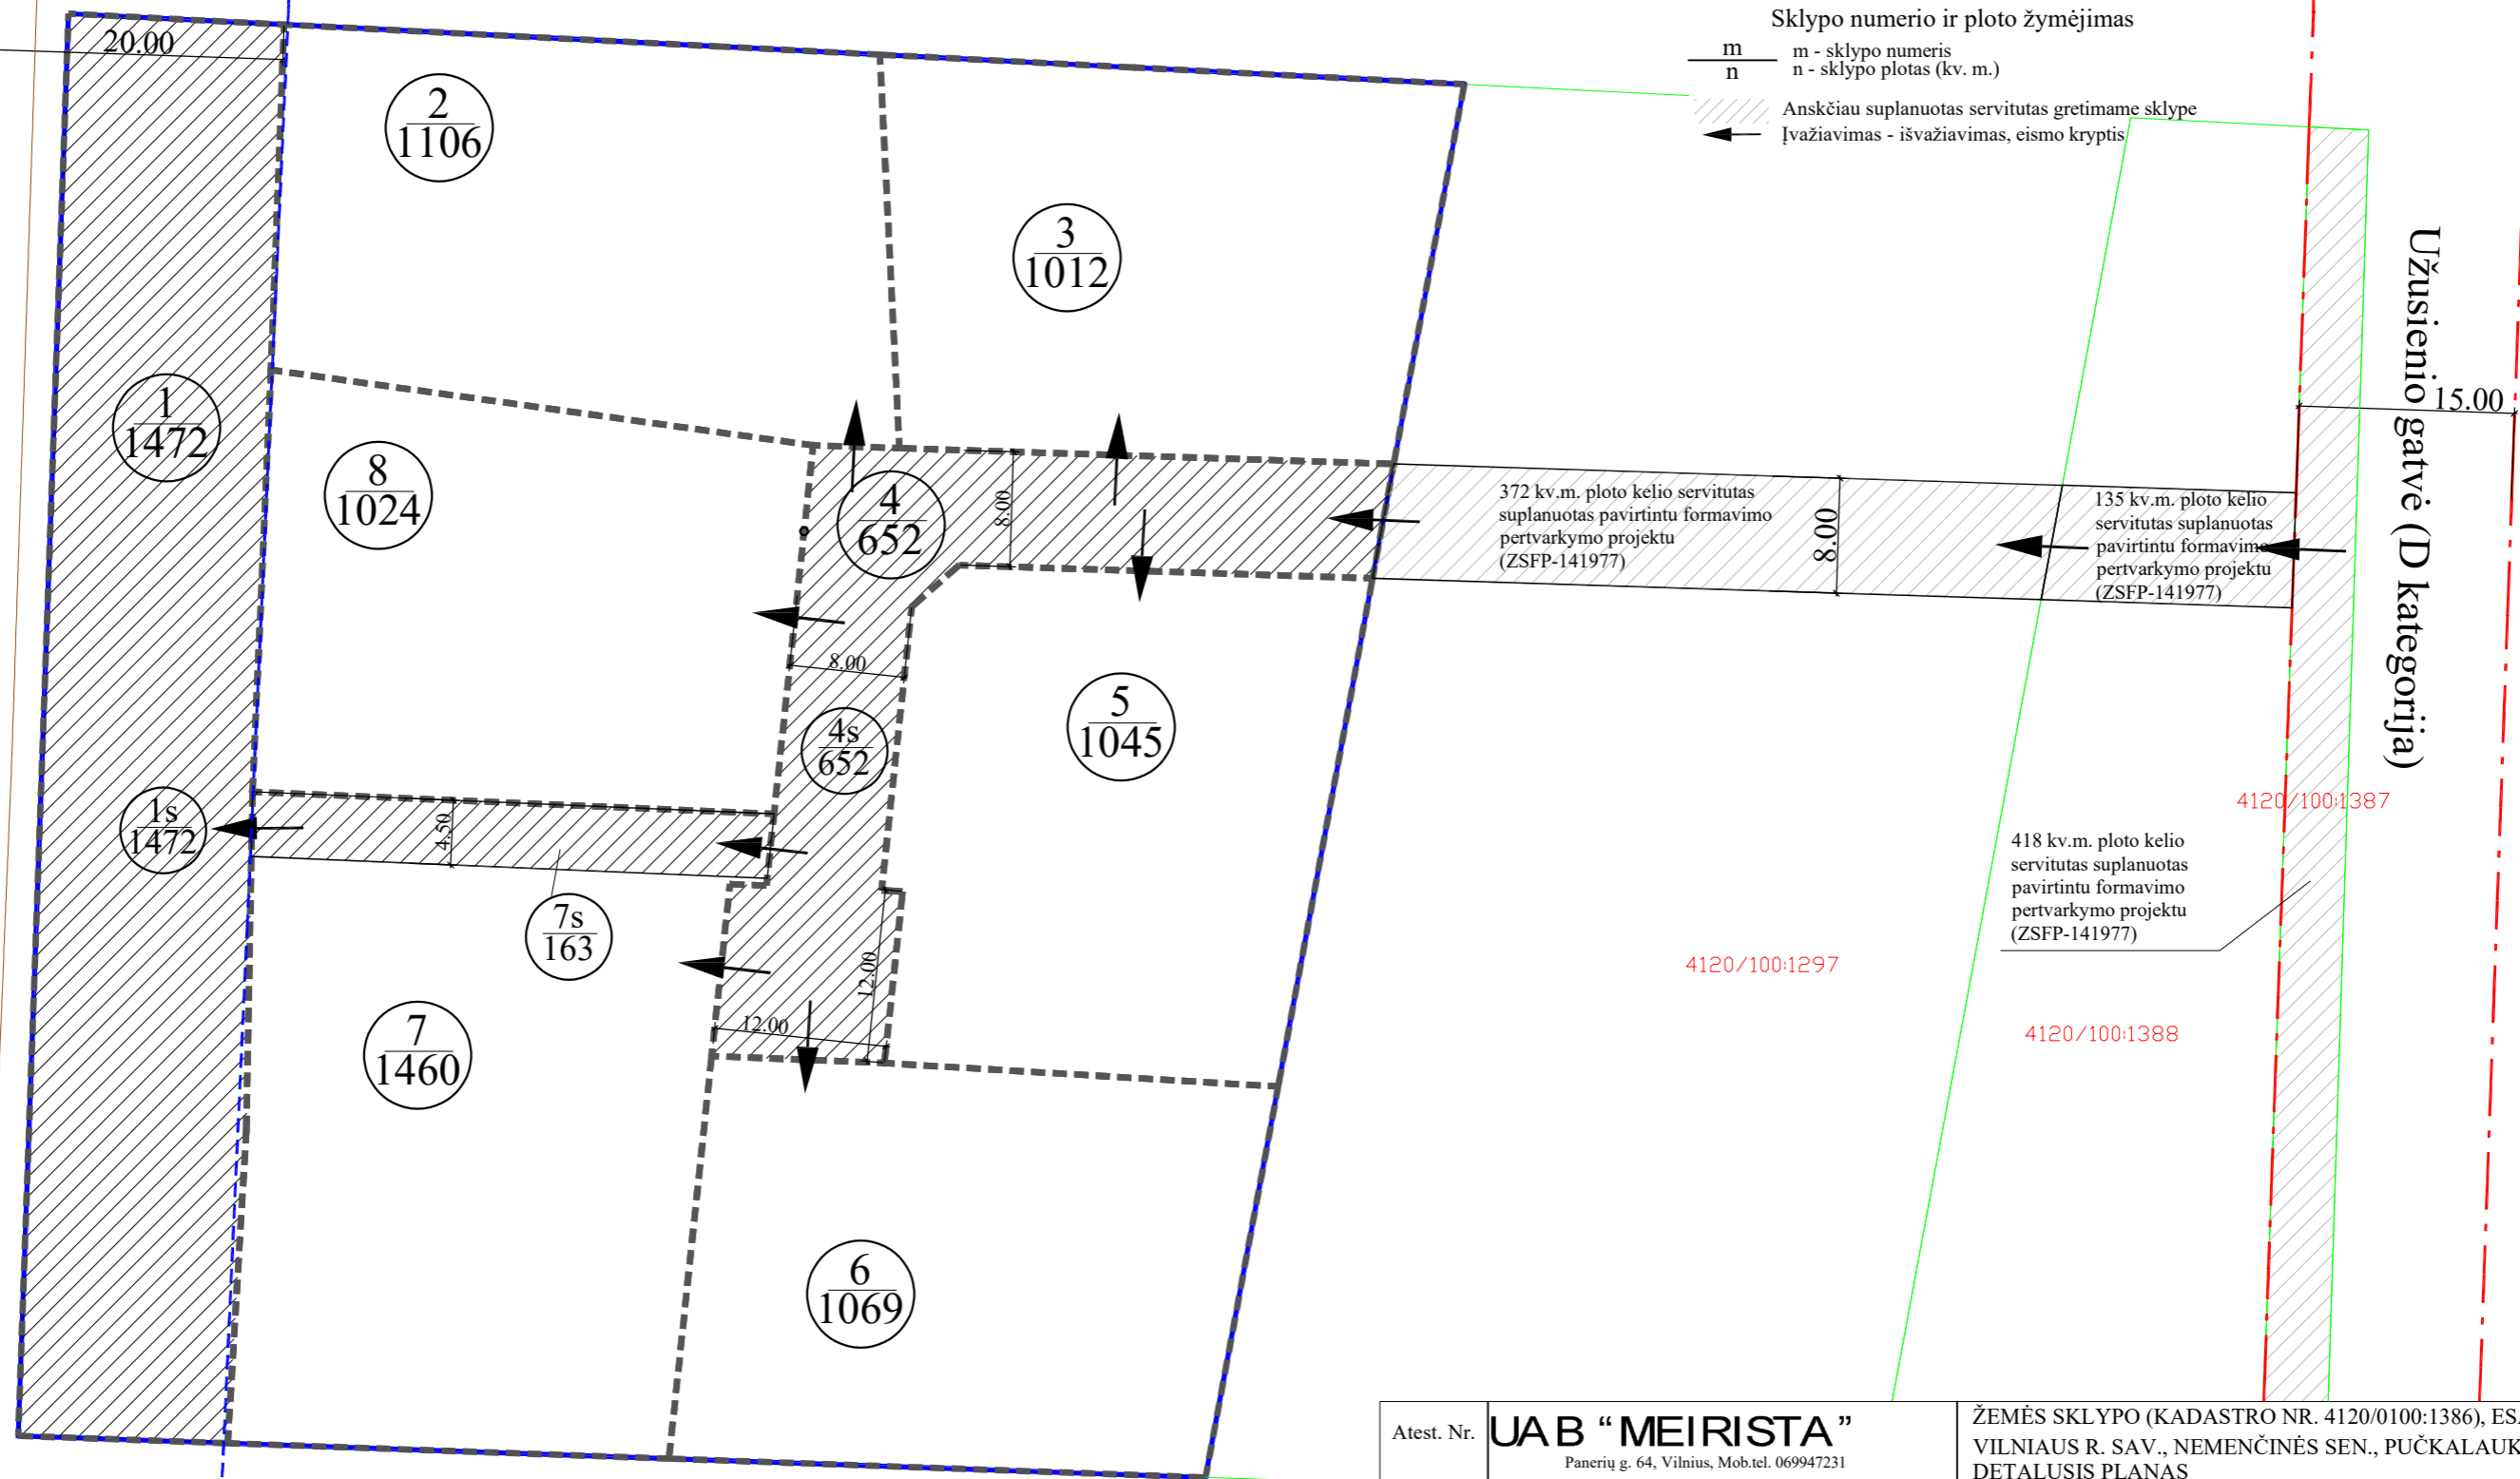 Sklypo numerio ir ploto žymėjimas
m
n
m - sklypo numeris
n - sklypo plotas (kv. m.)
Anskčiau suplanuotas servitutas gretimame sklype
Įvažiavimas - išvažiavimas, eismo kryptis
20.00
2
1106
3
1012
1
1472
8
1024
4
652
8.00
372 kv.m. ploto kelio servitutas
suplanuotas pavirtintu formavimo
pertvarkymo projektu
(ZSFP-141977)
8.00
135 kv.m. ploto kelio
servitutas suplanuotas
pavirtintu formavimo
pertvarkymo projektu
(ZSFP-141977)
Užusienio gatvė (D kategorija)
15.00
8.00
4s
652
5
1045
1s
1472
4.50
7s
163
12.00
12.00
7
1460
6
1069
4120/100:1387
418 kv.m. ploto kelio
servitutas suplanuotas
pavirtintu formavimo
pertvarkymo projektu
(ZSFP-141977)
4120/100:1297
4120/100:1388
Atest. Nr.
UAB “MEIRISTA”
Panerių g. 64, Vilnius, Mob.tel. 069947231
ŽEMĖS SKLYPO (KADASTRO NR. 4120/0100:1386), ES.
VILNIAUS R. SAV., NEMENČINĖS SEN., PUČKALAUK
DETALUSIS PLANAS